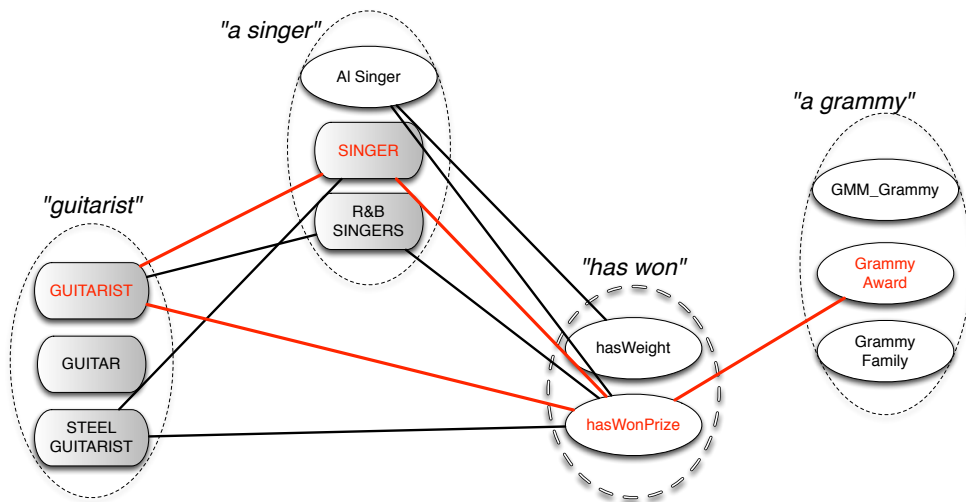 "a singer"
AI Singer
SINGER
R&B
SINGERS
"guitarist"
GUITARIST
GUITAR
STEEL
GUITARIST
"has won"
hasWeight
hasWonPrize
"a grammy"
GMM_Grammy
Grammy
Award
Grammy
Family